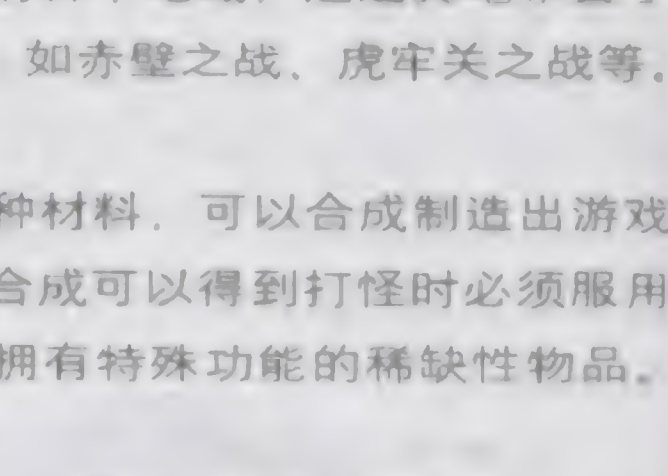 如赤壁之战、虎牢关之战等.
种材料．可以合成制造出游戏
合成可以得到打怪时必须服用
拥有特殊功能的稀缺性物品.